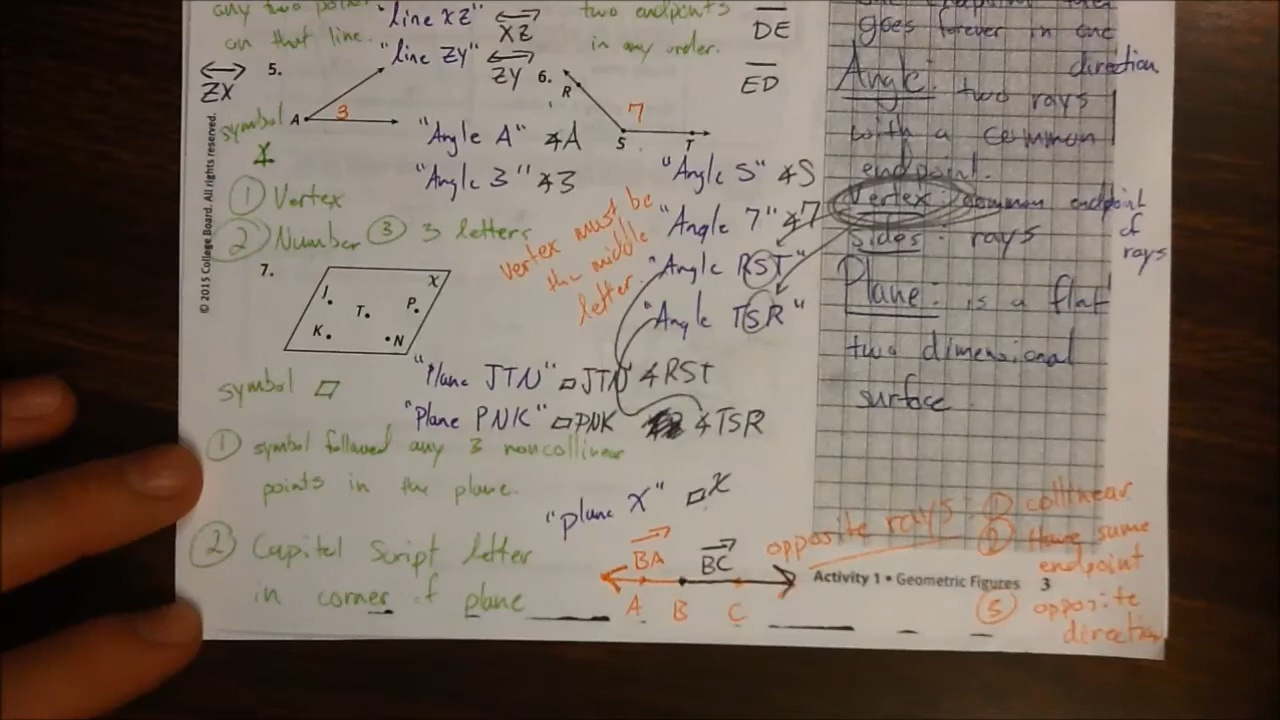 any two points
on that line.
"line XZ" XZ
"line ZY" ZY
ZX
two endpoints
in any order.
DE
ED
5.
A
3
symbol
∡
"Angle A" ∡A
"Angle 3" ∡3
① Vertex
② Number ③ 3 letters
6.
R
S
T
7
"Angle S" ∡S
"Angle 7" ∡7
"Angle RST"
"Angle TSR"
∡RST
∡TSR
Vertex must be
the middle
letter.
7.
J
X
T
P
K
N
symbol ▱
"Plane JTN" ▱JTN
"Plane PNK" ▱PNK
① symbol followed any 3 noncollinear
points in the plane.
"plane X" ▱X
② Capitel Script letter
in corner of plane
BA
BC
A B C
opposite rays: ① collinear
② Have same
endpoint
③ opposite
direction
goes forever in one
direction
Angle: two rays
with a common
endpoint.
Vertex: common endpoint
of
rays
sides: rays
Plane: is a flat
two dimensional
surface
Activity 1 • Geometric Figures 3
© 2015 College Board. All rights reserved.